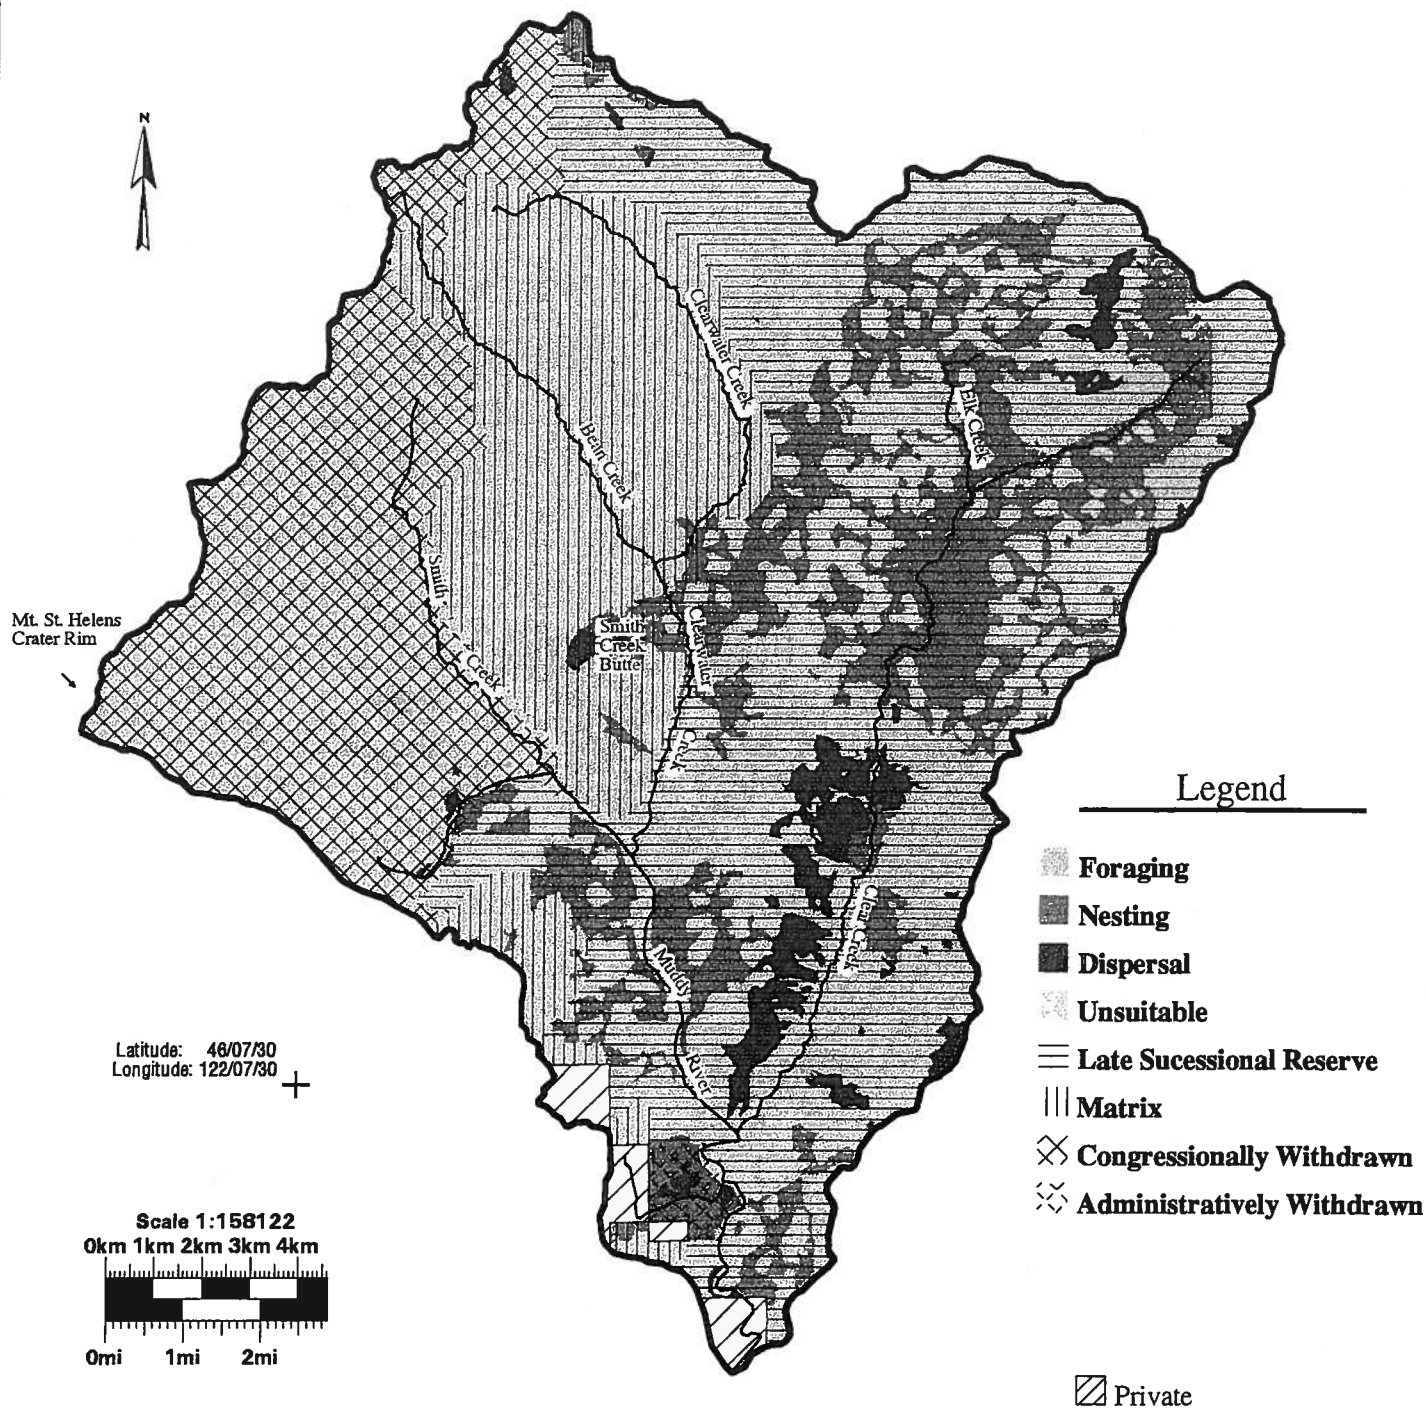 N
Clearwater Creek
Elk Creek
Bean Creek
Smith
Creek
Mt. St. Helens
Crater Rim
Smith
Creek
Butte
Clearwater
Creek
Clear Creek
Muddy
River
Legend
Foraging
Nesting
Dispersal
Unsuitable
Late Sucessional Reserve
Matrix
Congressionally Withdrawn
Administratively Withdrawn
Private
Latitude: 46/07/30
Longitude: 122/07/30
Scale 1:158122
0km 1km 2km 3km 4km
0mi 1mi 2mi